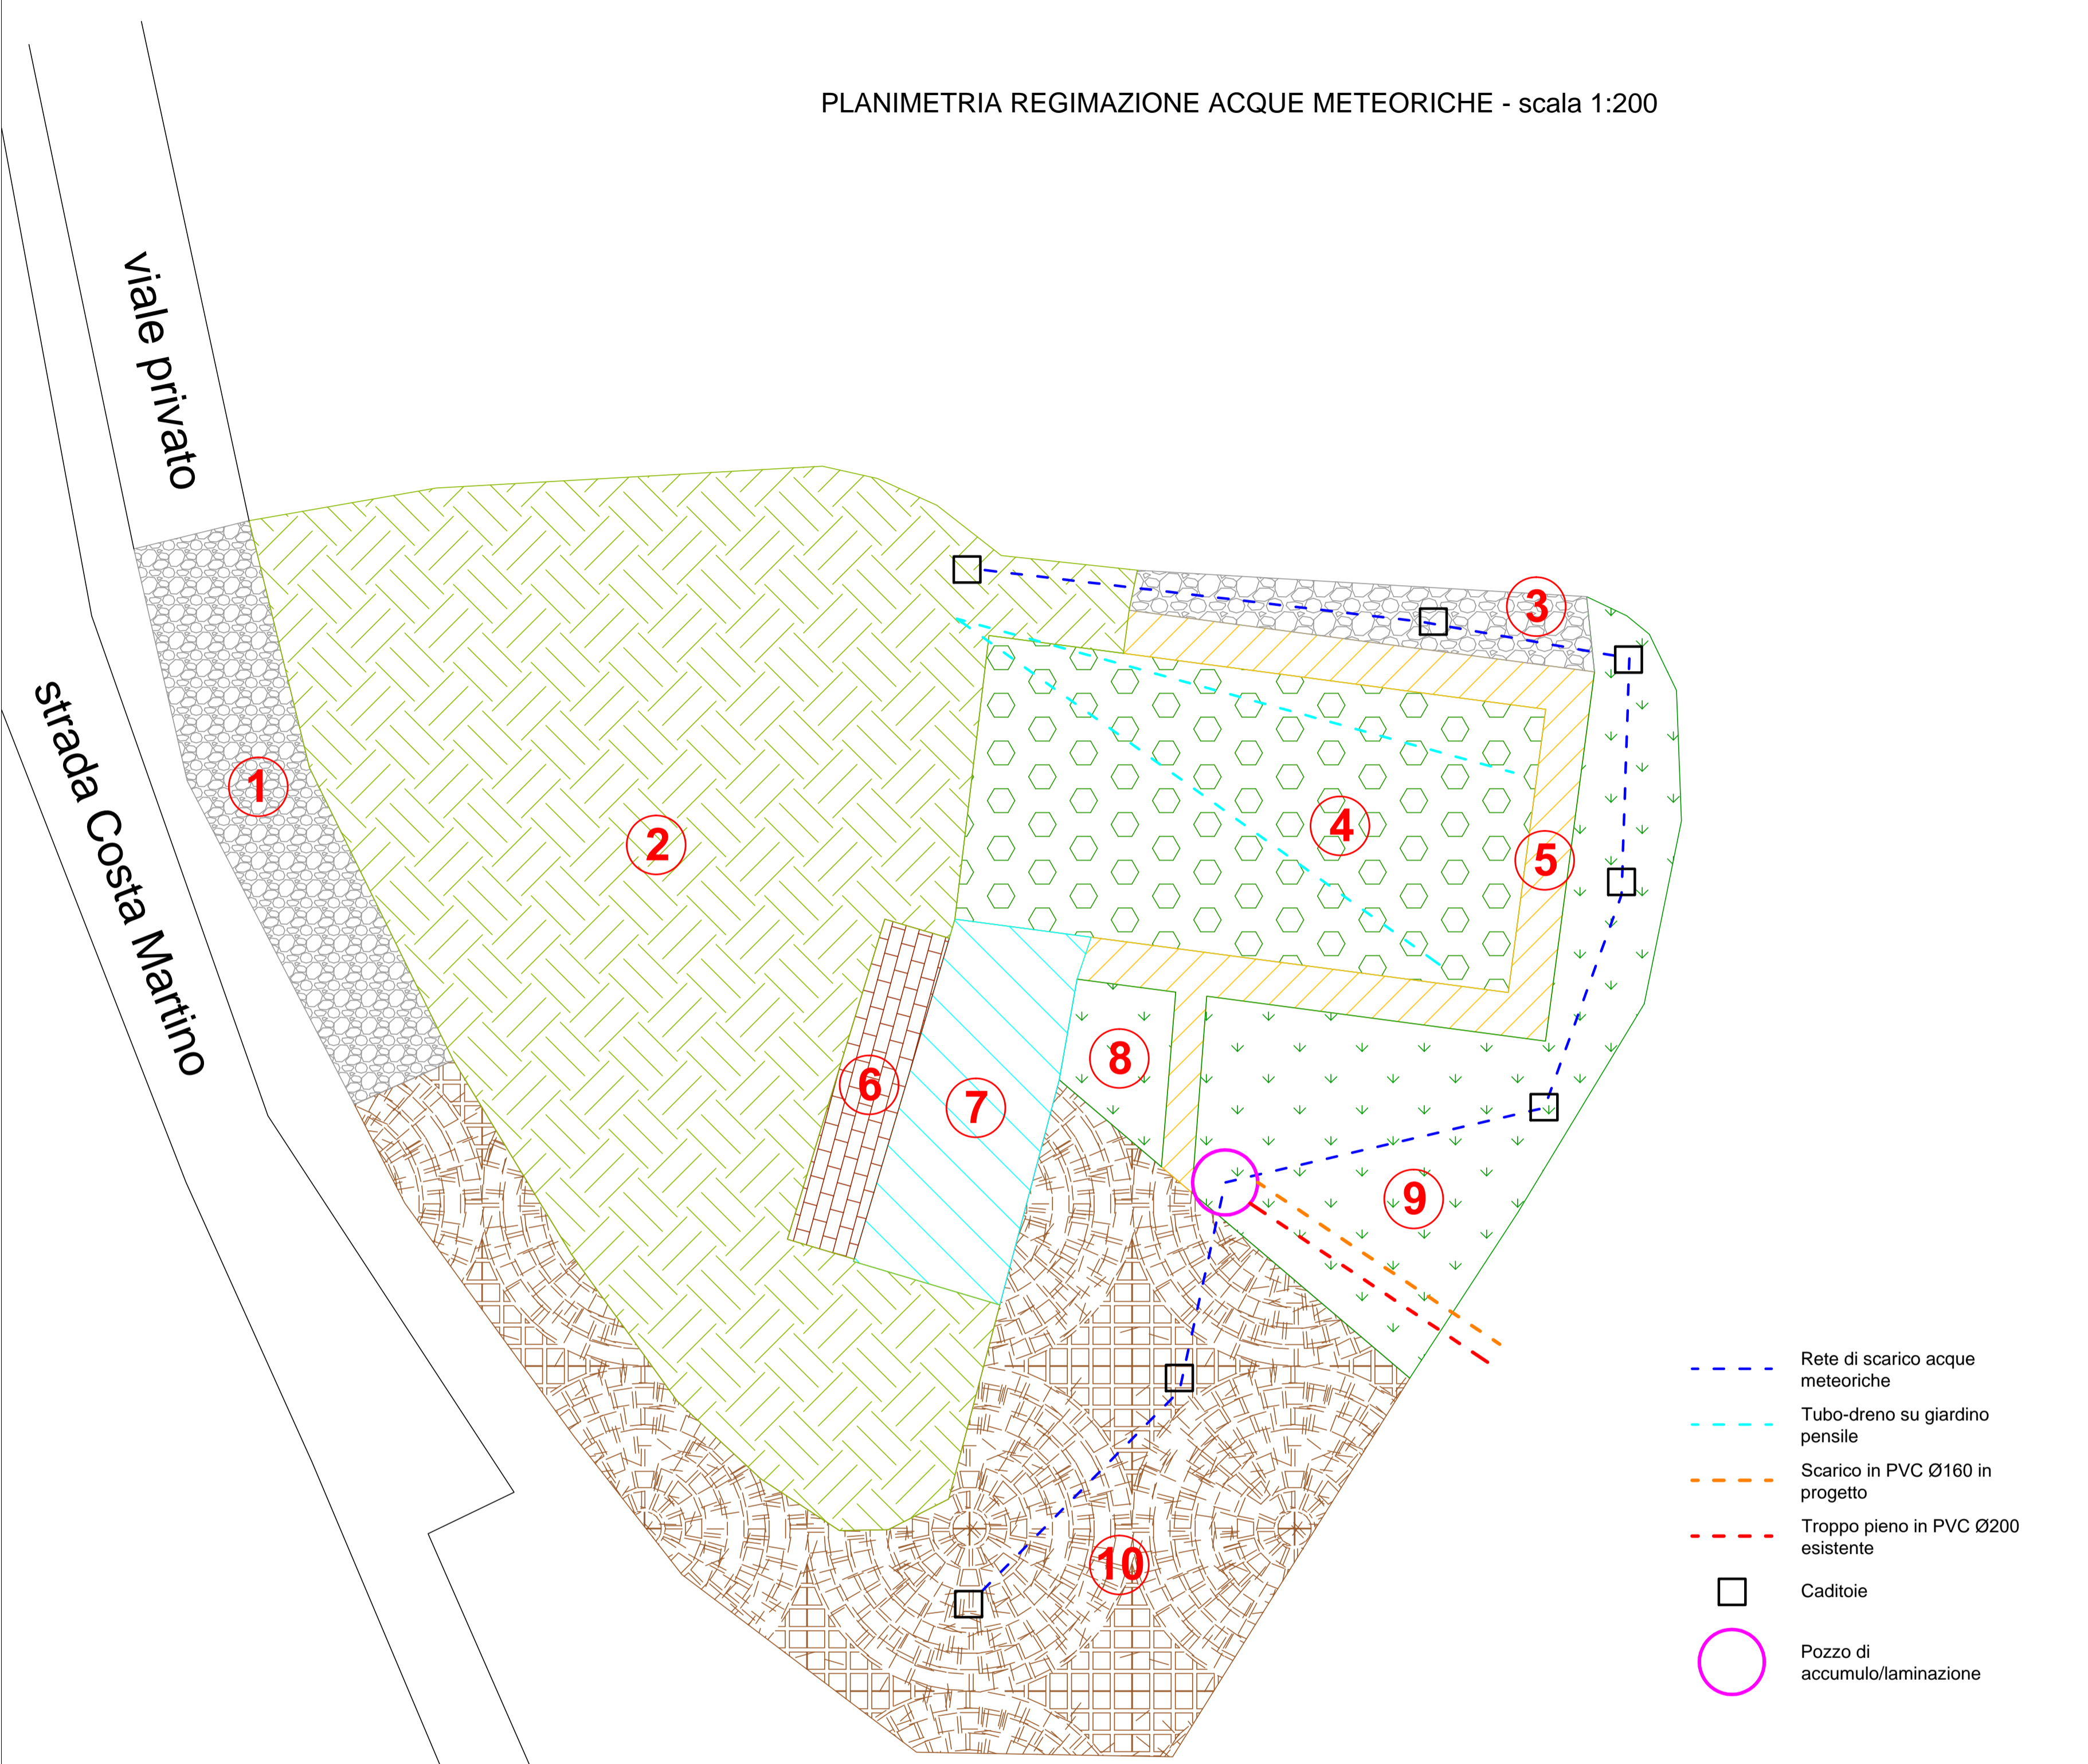 PLANIMETRIA REGIMAZIONE ACQUE METEORICHE - scala 1:200
viale privato
strada Costa Martino
1
2
3
4
5
6
7
8
9
10
Rete di scarico acque
meteoriche
Tubo-dreno su giardino
pensile
Scarico in PVC Ø160 in
progetto
Troppo pieno in PVC Ø200
esistente
Caditoie
Pozzo di
accumulo/laminazione